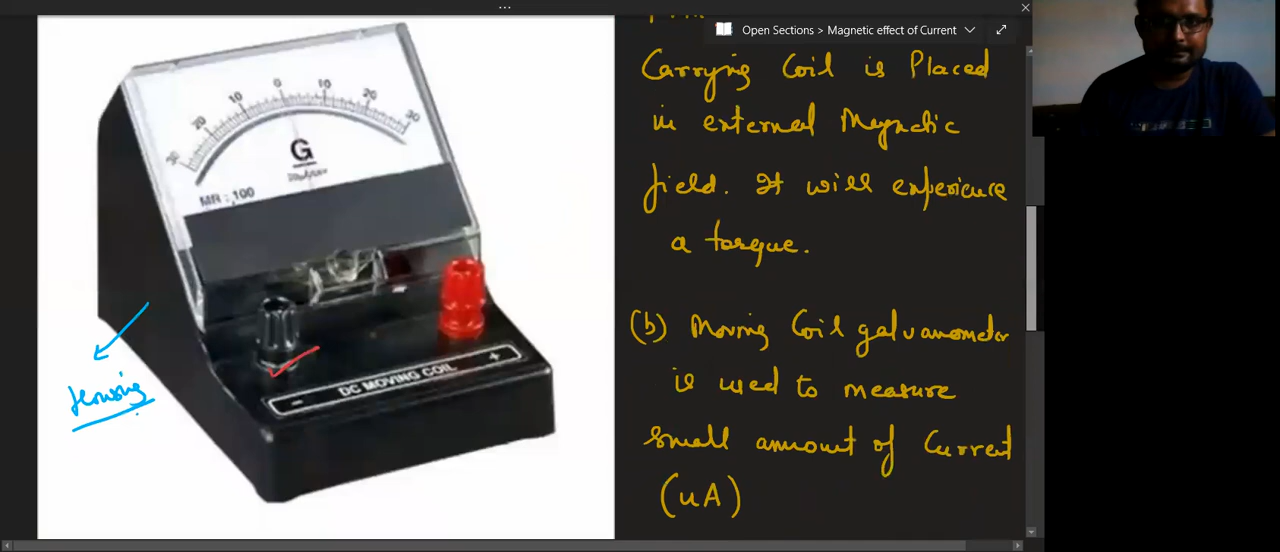 Open Sections > Magnetic effect of Current
Carrying Coil is Placed
in external Magnetic
field. It will experience
a torque.
(b) Moving Coil galvanometer
is used to measure
small amount of Current
(uA)
30 20 10 0 10 20 30
G
MR : 100
- DC MOVING COIL +
Housing